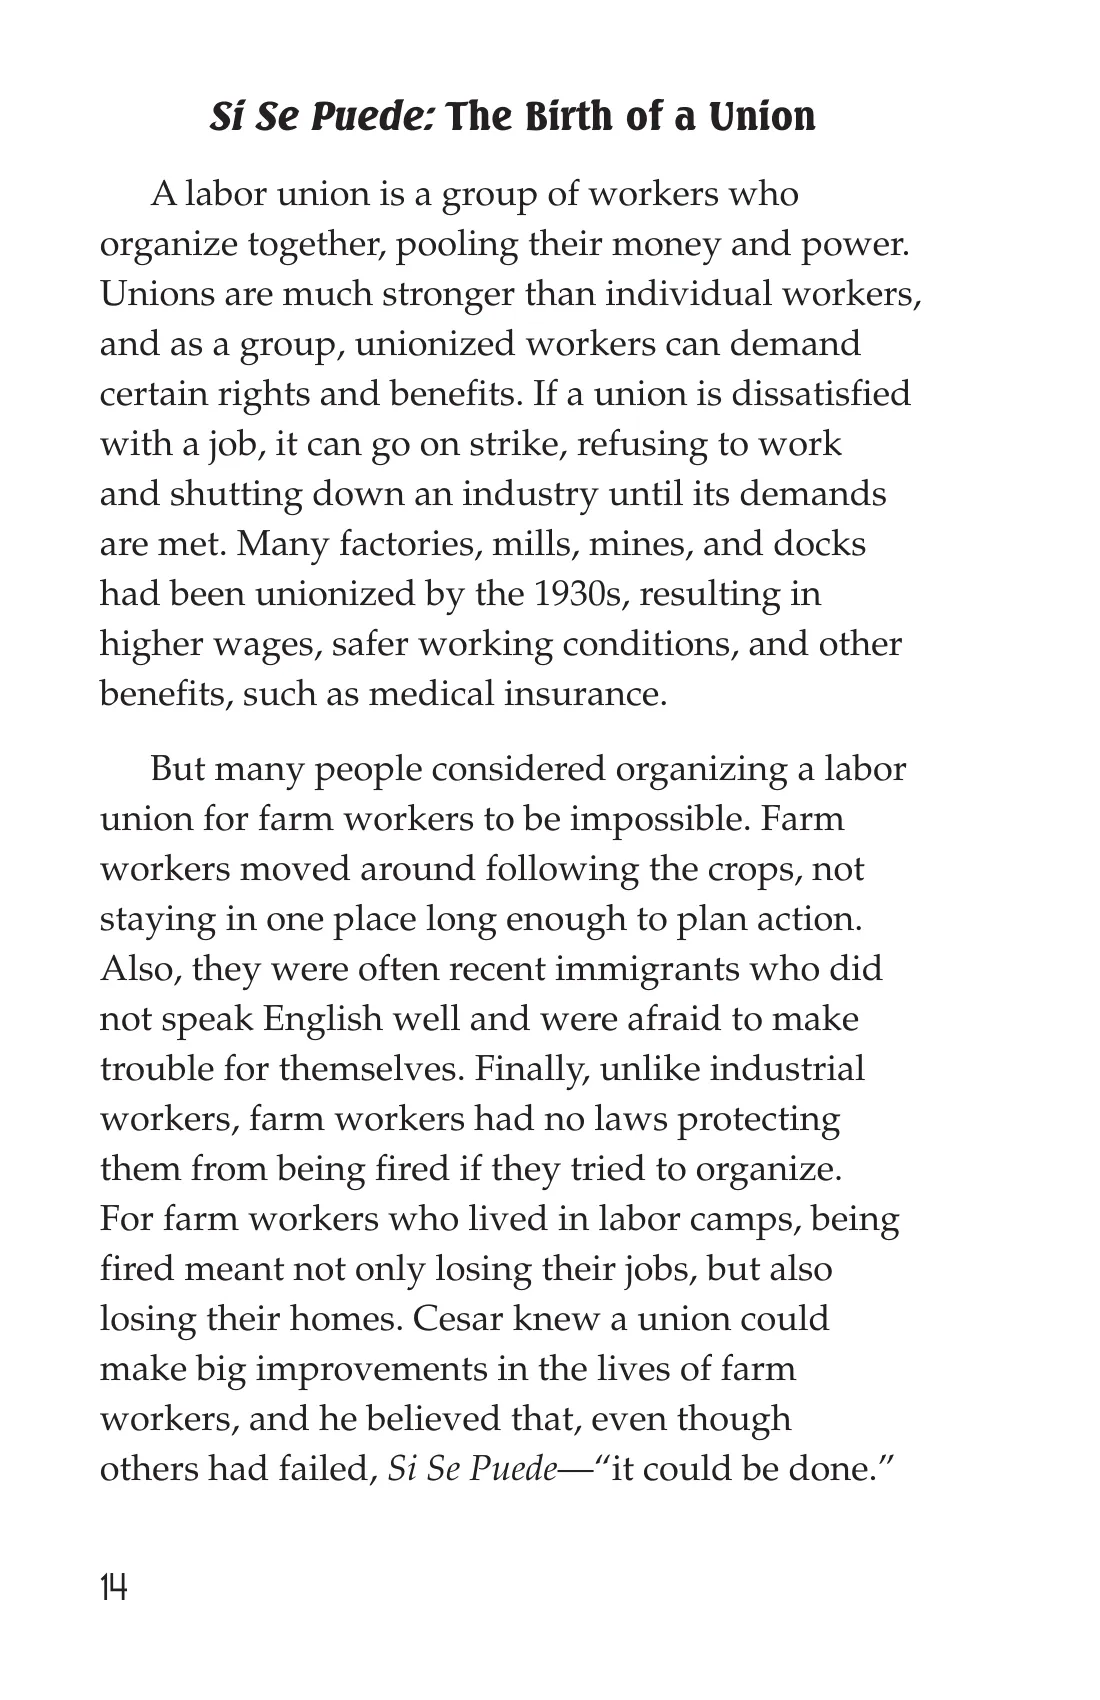 Sí Se Puede: The Birth of a Union
A labor union is a group of workers who
organize together, pooling their money and power.
Unions are much stronger than individual workers,
and as a group, unionized workers can demand
certain rights and benefits. If a union is dissatisfied
with a job, it can go on strike, refusing to work
and shutting down an industry until its demands
are met. Many factories, mills, mines, and docks
had been unionized by the 1930s, resulting in
higher wages, safer working conditions, and other
benefits, such as medical insurance.
But many people considered organizing a labor
union for farm workers to be impossible. Farm
workers moved around following the crops, not
staying in one place long enough to plan action.
Also, they were often recent immigrants who did
not speak English well and were afraid to make
trouble for themselves. Finally, unlike industrial
workers, farm workers had no laws protecting
them from being fired if they tried to organize.
For farm workers who lived in labor camps, being
fired meant not only losing their jobs, but also
losing their homes. Cesar knew a union could
make big improvements in the lives of farm
workers, and he believed that, even though
others had failed, Si Se Puede—“it could be done.”
14